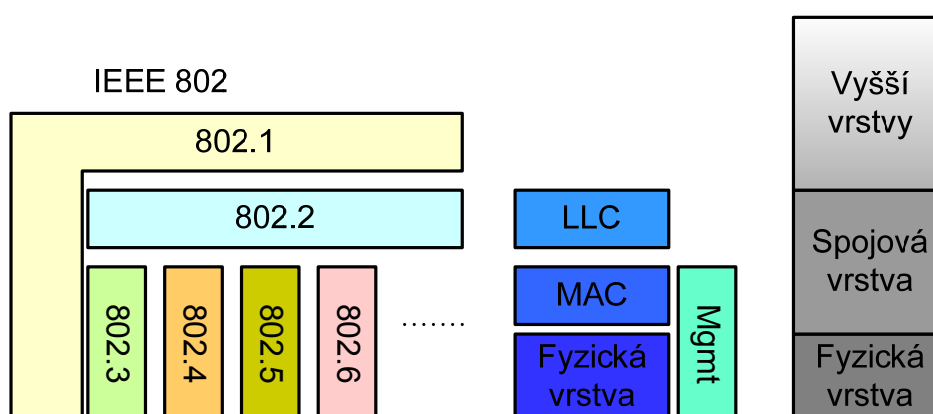 IEEE 802
802.1
802.2
802.3
802.4
802.5
802.6
.......
LLC
MAC
Fyzická
vrstva
Mgmt
Vyšší
vrstvy
Spojová
vrstva
Fyzická
vrstva